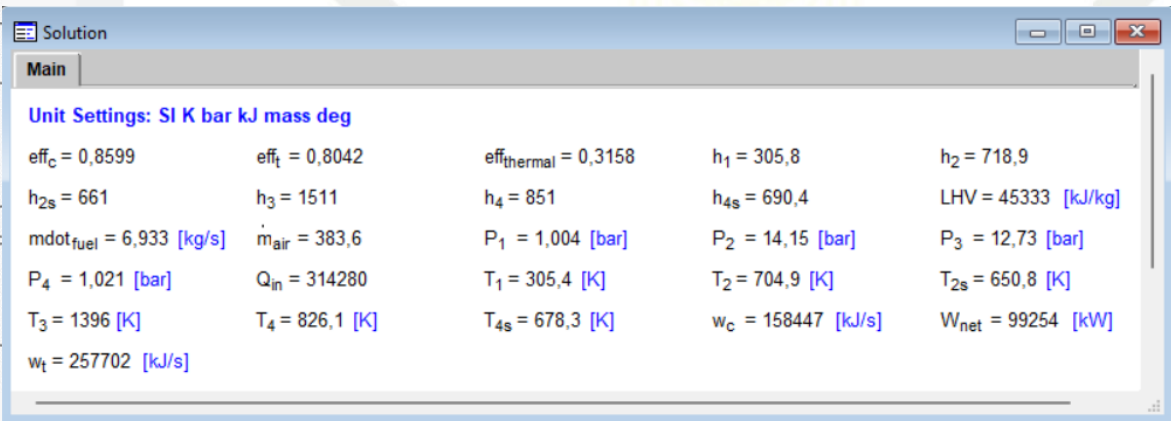 Solution
Main
Unit Settings: SI K bar kJ mass deg
effc = 0,8599 efft = 0,8042 effthermal = 0,3158 h1 = 305,8 h2 = 718,9
h2s = 661 h3 = 1511 h4 = 851 h4s = 690,4 LHV = 45333 [kJ/kg]
mdotfuel = 6,933 [kg/s] ṁair = 383,6 P1 = 1,004 [bar] P2 = 14,15 [bar] P3 = 12,73 [bar]
P4 = 1,021 [bar] Qin = 314280 T1 = 305,4 [K] T2 = 704,9 [K] T2s = 650,8 [K]
T3 = 1396 [K] T4 = 826,1 [K] T4s = 678,3 [K] wc = 158447 [kJ/s] Wnet = 99254 [kW]
wt = 257702 [kJ/s]